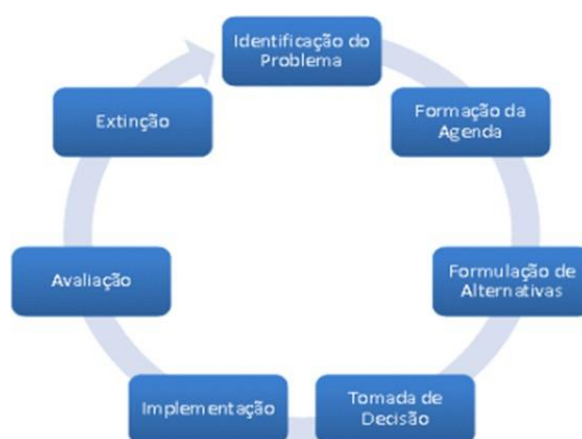 Identificação do
Problema
Formação da
Agenda
Formulação de
Alternativas
Tomada de
Decisão
Implementação
Avaliação
Extinção